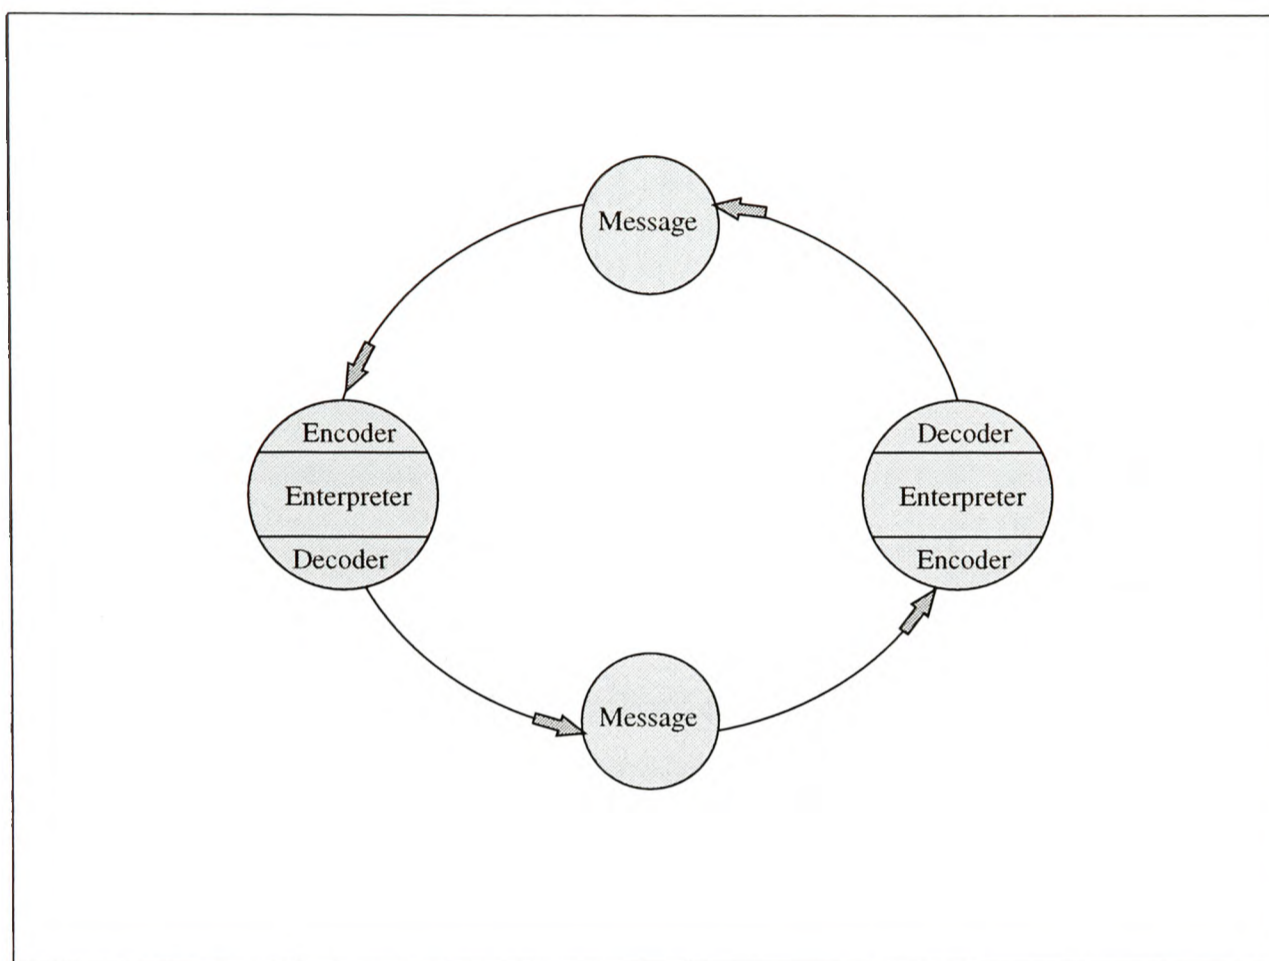 Message
Encoder
Enterpreter
Decoder
Decoder
Enterpreter
Encoder
Message